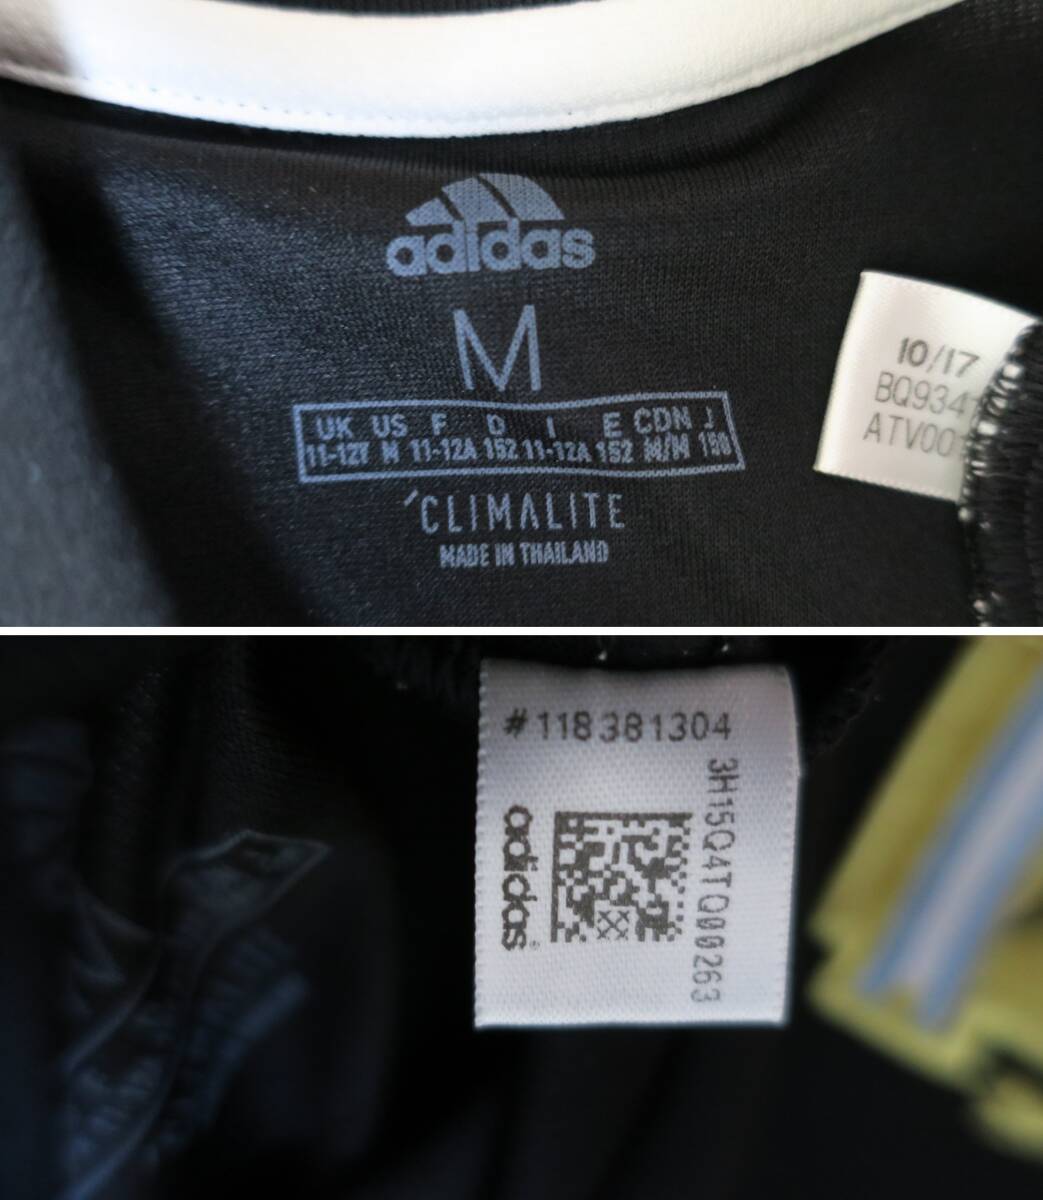 adidas
M
UK US F D I E CDN J
11-12Y M 11-12A 152 11-12A 152 M/M 150
CLIMALITE
MADE IN THAILAND
10/17
BQ934
ATV00
#118381304
3H15Q4TQ00263
adidas